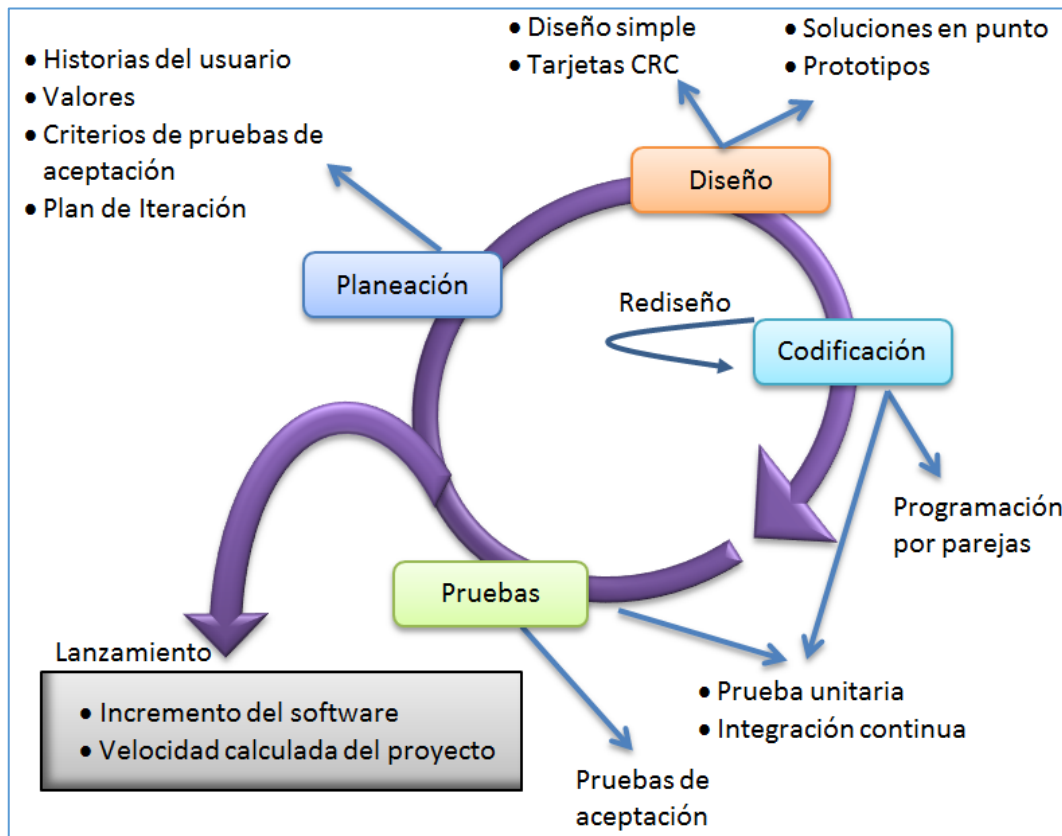 • Historias del usuario
• Valores
• Criterios de pruebas de
aceptación
• Plan de Iteración
• Diseño simple
• Tarjetas CRC
• Soluciones en punto
• Prototipos
Diseño
Planeación
Rediseño
Codificación
Programación
por parejas
Pruebas
Lanzamiento
• Incremento del software
• Velocidad calculada del proyecto
• Prueba unitaria
• Integración continua
Pruebas de
aceptación